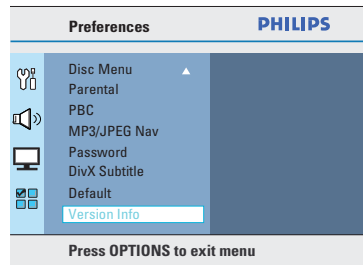 Preferences
PHILIPS
Disc Menu
Parental
PBC
MP3/JPEG Nav
Password
DivX Subtitle
Default
Version Info
Press OPTIONS to exit menu